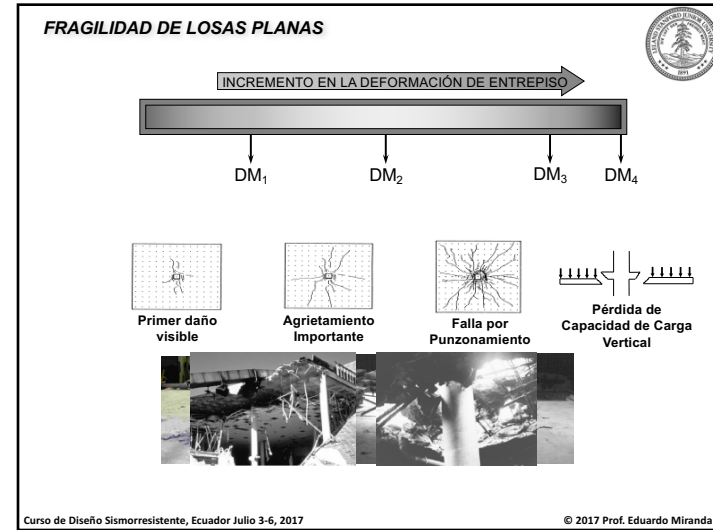 FRAGILIDAD DE LOSAS PLANAS
INCREMENTO EN LA DEFORMACIÓN DE ENTREPISO
DM₁ DM₂ DM₃ DM₄
Primer daño
visible
Agrietamiento
Importante
Falla por
Punzonamiento
Pérdida de
Capacidad de Carga
Vertical
Curso de Diseño Sismorresistente, Ecuador Julio 3-6, 2017
© 2017 Prof. Eduardo Miranda